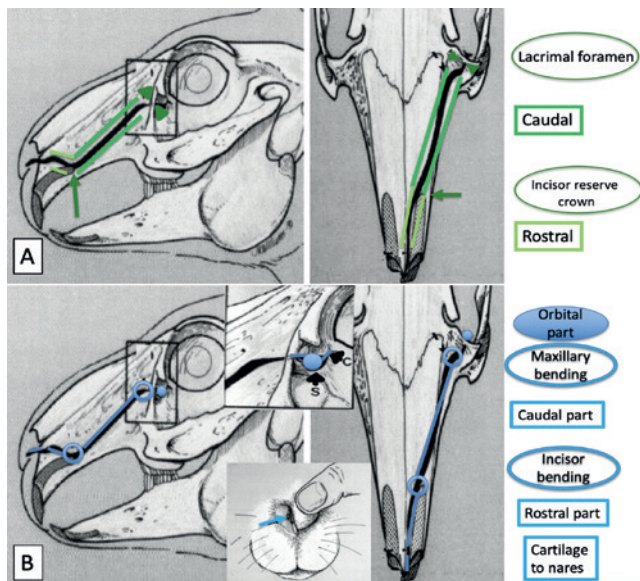 A
Lacrimal foramen
Caudal
Incisor reserve
crown
Rostral
B
C
S
Orbital
part
Maxillary
bending
Caudal part
Incisor
bending
Rostral part
Cartilage
to nares